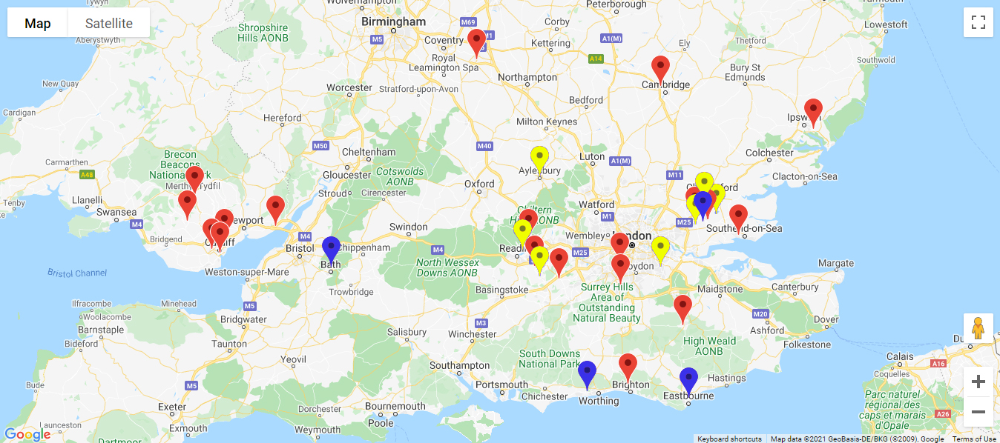 Map
Satellite
Tywyn
Wolverhampton
Peterborough
Birmingham
M69
M1
Corby
Lowestoft
Shropshire
Hills AONB
Aberystwyth
M5
Coventry
Kettering
A1(M)
Ely
Thetford
Royal
Leamington Spa
A14
Southwold
Northampton
Bury St
Edmunds
New Quay
Worcester
Stratford-upon-Avon
Cambridge
Bedford
Cardigan
Hereford
Milton Keynes
Ipswich
M50
M40
Cheltenham
Colchester
Brecon
Beacons
National Park
Carmarthen
Luton
A1(M)
A48
Gloucester
Cotswolds
AONB
Aylesbury
M11
Clacton-on-Sea
Merthyr Tydfil
Oxford
Stroud
Cirencester
Tenby
Llanelli
Swansea
Watford
Chiltern
M4
M1
M25
Newport
Swindon
Southend-on-Sea
Bridgend
Cardiff
M4
Wembley
London
Bristol
Chippenham
M4
Reading
M25
Croydon
Bath
North Wessex
Downs AONB
Margate
Bristol Channel
Weston-super-Mare
Trowbridge
Basingstoke
Surrey Hills
Area of
Outstanding
Natural Beauty
Maidstone
Canterbury
Ilfracombe
Minehead
M5
Woolacombe
Barnstaple
Bridgwater
M3
M20
Dover
Ashford
Bideford
Taunton
Salisbury
Winchester
High Weald
AONB
Folkestone
Yeovil
South Downs
National Park
Southampton
Calais
A16
Coquelles
Hastings
Bude
M5
Portsmouth
Chichester
Worthing
Brighton
Eastbourne
Exeter
Dorchester
Bournemouth
Poole
Parc naturel
régional des
caps et marais
d'Opale
A26
Launceston
Exmouth
Weymouth
Dartmoor
Google
Keyboard shortcuts
Map data ©2021 GeoBasis-DE/BKG (©2009), Google
Terms of Use